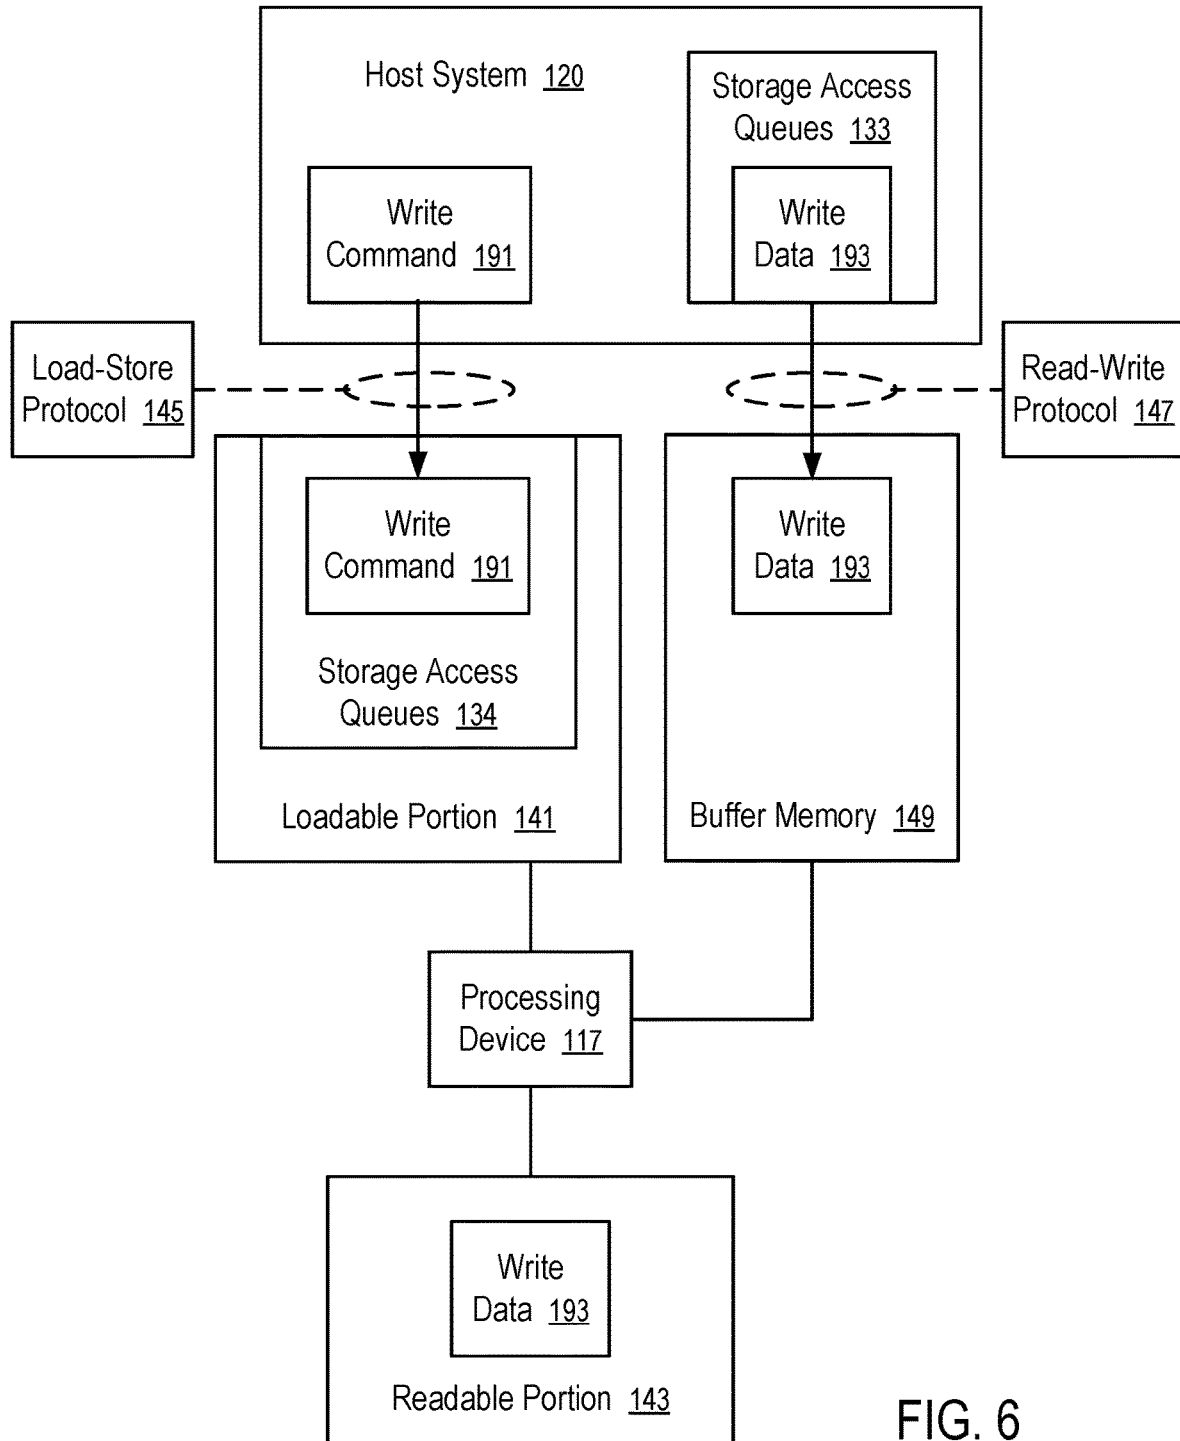 Host System 120
Storage Access
Queues 133
Write
Command 191
Write
Data 193
Load-Store
Protocol 145
Read-Write
Protocol 147
Write
Command 191
Storage Access
Queues 134
Loadable Portion 141
Write
Data 193
Buffer Memory 149
Processing
Device 117
Write
Data 193
Readable Portion 143
FIG. 6